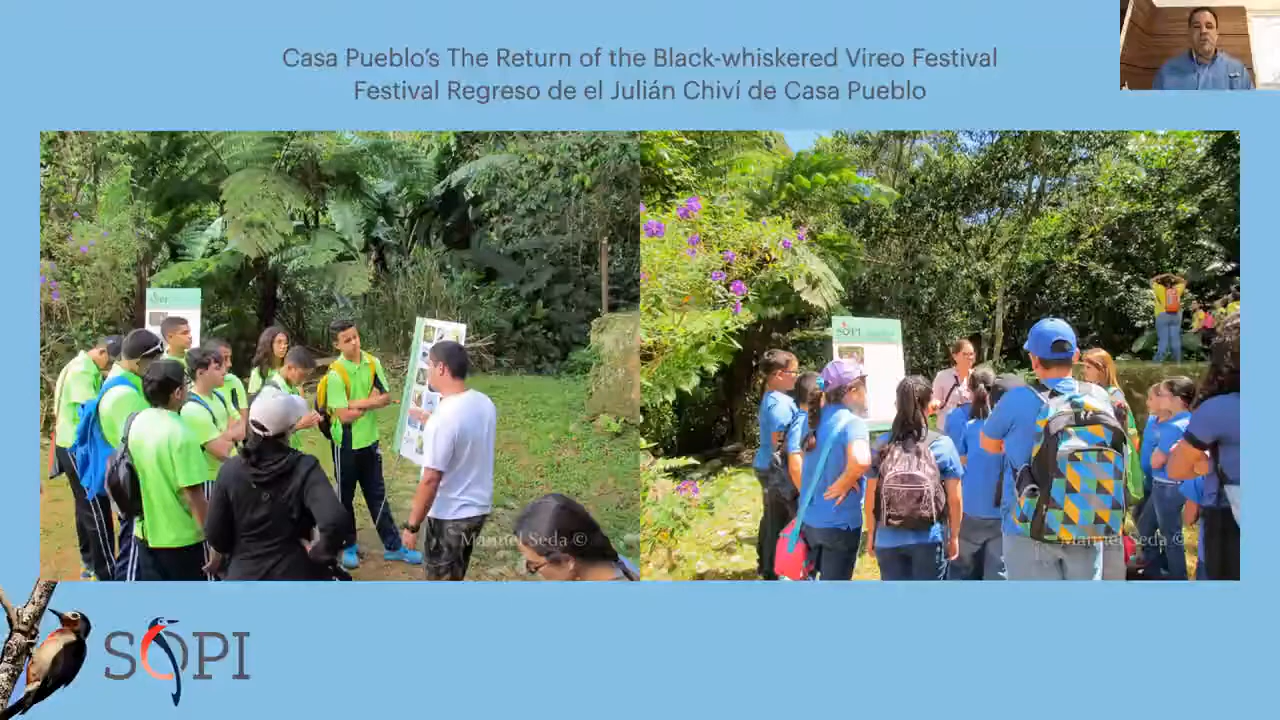 Casa Pueblo's The Return of the Black-whiskered Vireo Festival
Festival Regreso de el Julián Chiví de Casa Pueblo
SOPI
Manuel Seda ©
Manuel Seda ©
SOPI